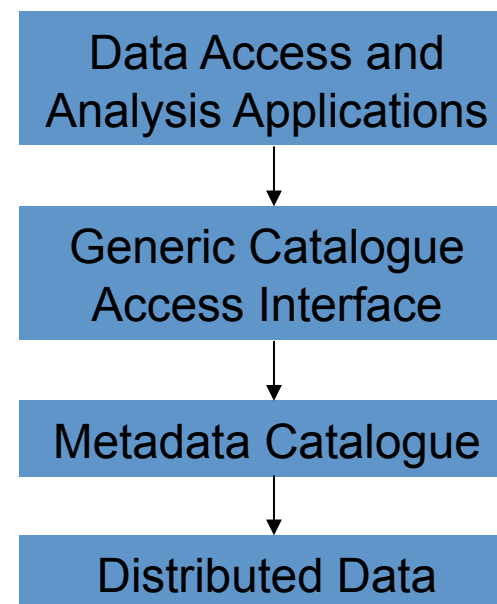 Data Access and
Analysis Applications
Generic Catalogue
Access Interface
Metadata Catalogue
Distributed Data